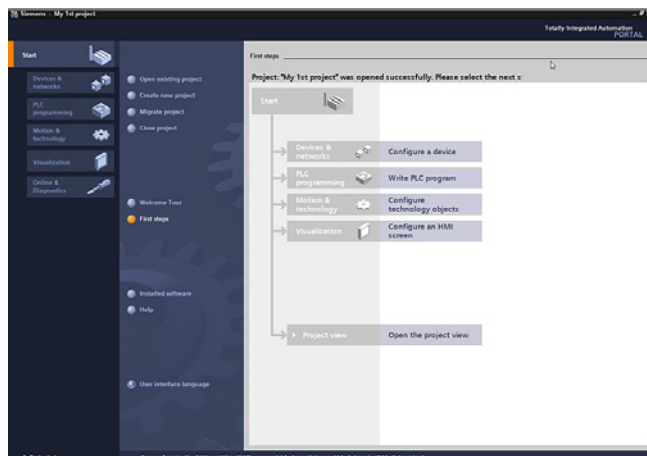 Siemens - My 1st project
Totally Integrated Automation
PORTAL
Start
Devices &
networks
PLC
programming
Motion &
technology
Visualization
Online &
Diagnostics
Open existing project
Create new project
Migrate project
Close project
Welcome Tour
First steps
Installed software
Help
User interface language
First steps
Project: "My 1st project" was opened successfully. Please select the next s
Start
Devices &
networks
Configure a device
PLC
programming
Write PLC program
Motion &
technology
Configure
technology objects
Visualization
Configure an HMI
screen
Project view
Open the project view